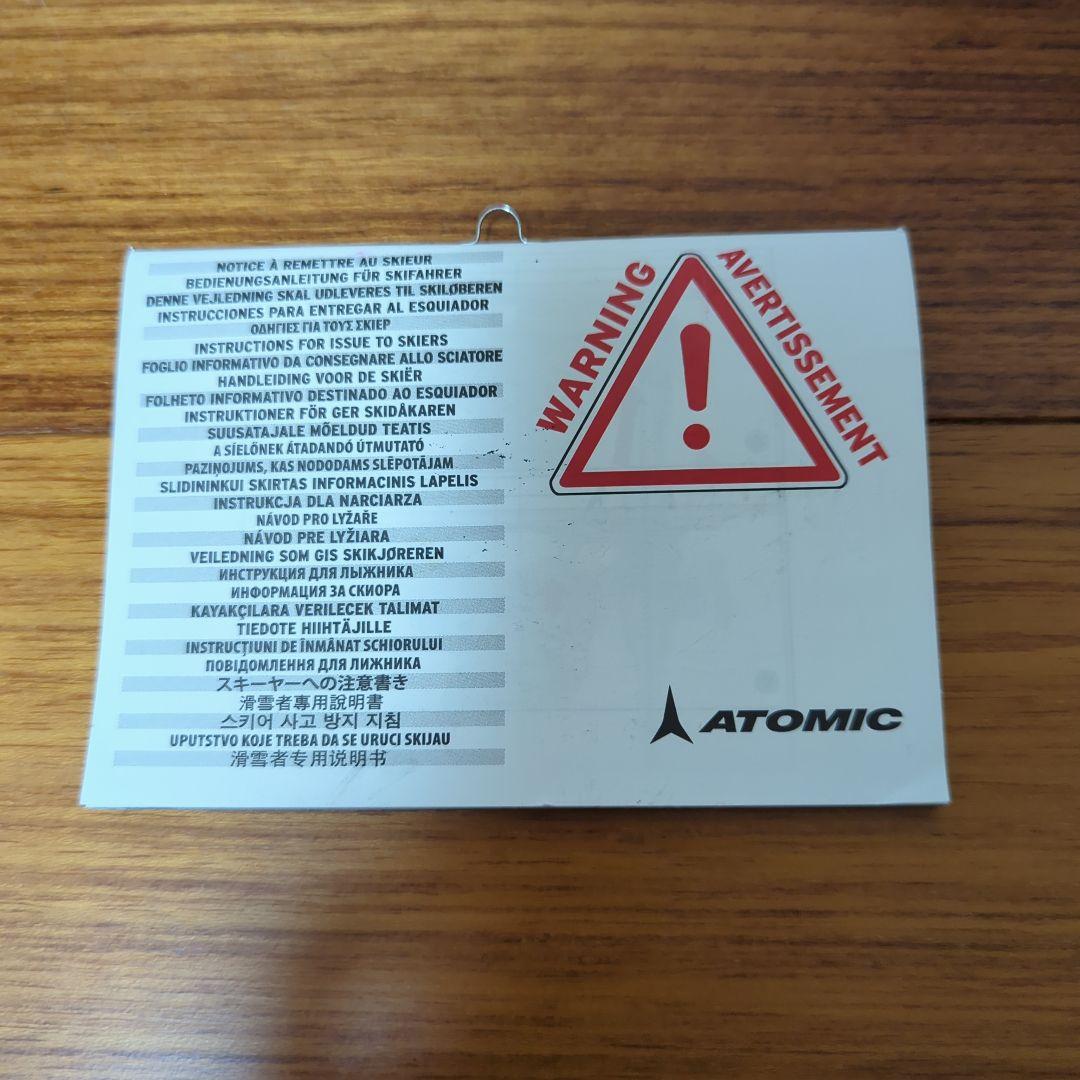 NOTICE À REMETTRE AU SKIEUR
BEDIENUNGSANLEITUNG FÜR SKIFAHRER
DENNE VEJLEDNING SKAL UDLEVERES TIL SKILØBEREN
INSTRUCCIONES PARA ENTREGAR AL ESQUIADOR
ΟΔΗΓΙΕΣ ΓΙΑ ΤΟΥΣ ΣΚΙΕΡ
INSTRUCTIONS FOR ISSUE TO SKIERS
FOGLIO INFORMATIVO DA CONSEGNARE ALLO SCIATORE
HANDLEIDING VOOR DE SKIËR
FOLHETO INFORMATIVO DESTINADO AO ESQUIADOR
INSTRUKTIONER FÖR GER SKIDÅKAREN
SUUSATAJALE MÕELDUD TEATIS
A SÍELŐNEK ÁTADANDÓ ÚTMUTATÓ
PAZIŅOJUMS, KAS NODODAMS SLĒPOTĀJAM
SLIDININKUI SKIRTAS INFORMACINIS LAPELIS
INSTRUKCJA DLA NARCIARZA
NÁVOD PRO LYŽAŘE
NÁVOD PRE LYŽIARA
VEILEDNING SOM GIS SKIKJØREREN
ИНСТРУКЦИЯ ДЛЯ ЛЫЖНИКА
ИНФОРМАЦИЯ ЗА СКИОРА
KAYAKÇILARA VERILECEK TALIMAT
TIEDOTE HIIHTÄJILLE
INSTRUCŢIUNI DE ÎNMÂNAT SCHIORULUI
ПОВІДОМЛЕННЯ ДЛЯ ЛИЖНИКА
スキーヤーへの注意書き
滑雪者專用說明書
스키어 사고 방지 지침
UPUTSTVO KOJE TREBA DA SE URUCI SKIJAU
滑雪者专用说明书
WARNING
AVERTISSEMENT
ATOMIC